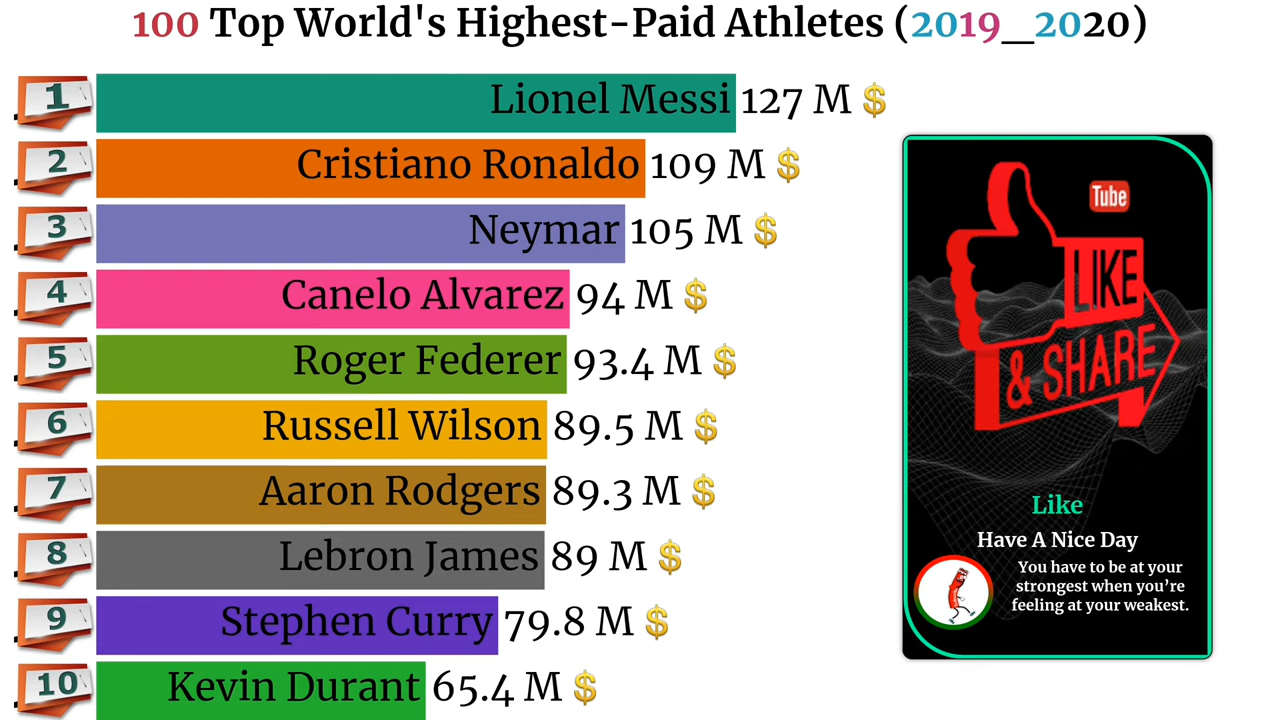 100 Top World's Highest-Paid Athletes (2019_2020)
1 Lionel Messi 127 M $
2 Cristiano Ronaldo 109 M $
3 Neymar 105 M $
4 Canelo Alvarez 94 M $
5 Roger Federer 93.4 M $
6 Russell Wilson 89.5 M $
7 Aaron Rodgers 89.3 M $
8 Lebron James 89 M $
9 Stephen Curry 79.8 M $
10 Kevin Durant 65.4 M $
Tube
LIKE
& SHARE
Like
Have A Nice Day
You have to be at your
strongest when you’re
feeling at your weakest.